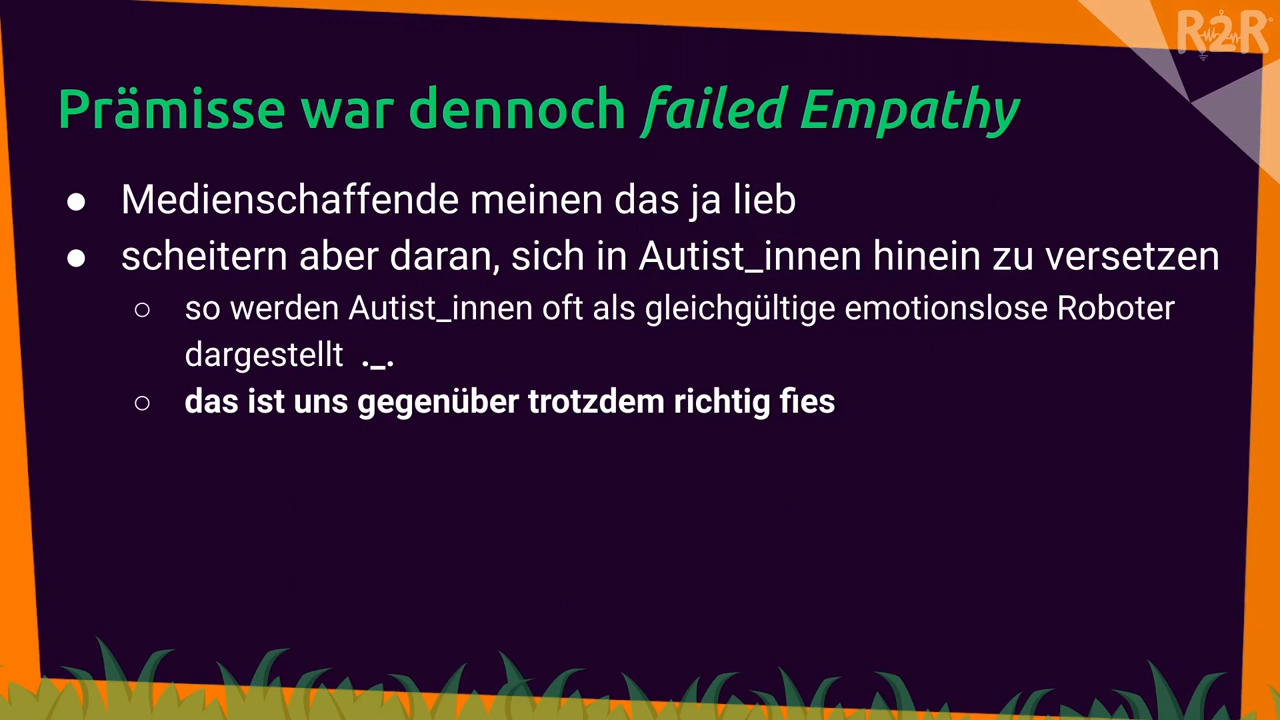 R2R
Prämisse war dennoch failed Empathy
● Medienschaffende meinen das ja lieb
● scheitern aber daran, sich in Autist_innen hinein zu versetzen
○ so werden Autist_innen oft als gleichgültige emotionslose Roboter
dargestellt ._.
○ das ist uns gegenüber trotzdem richtig fies